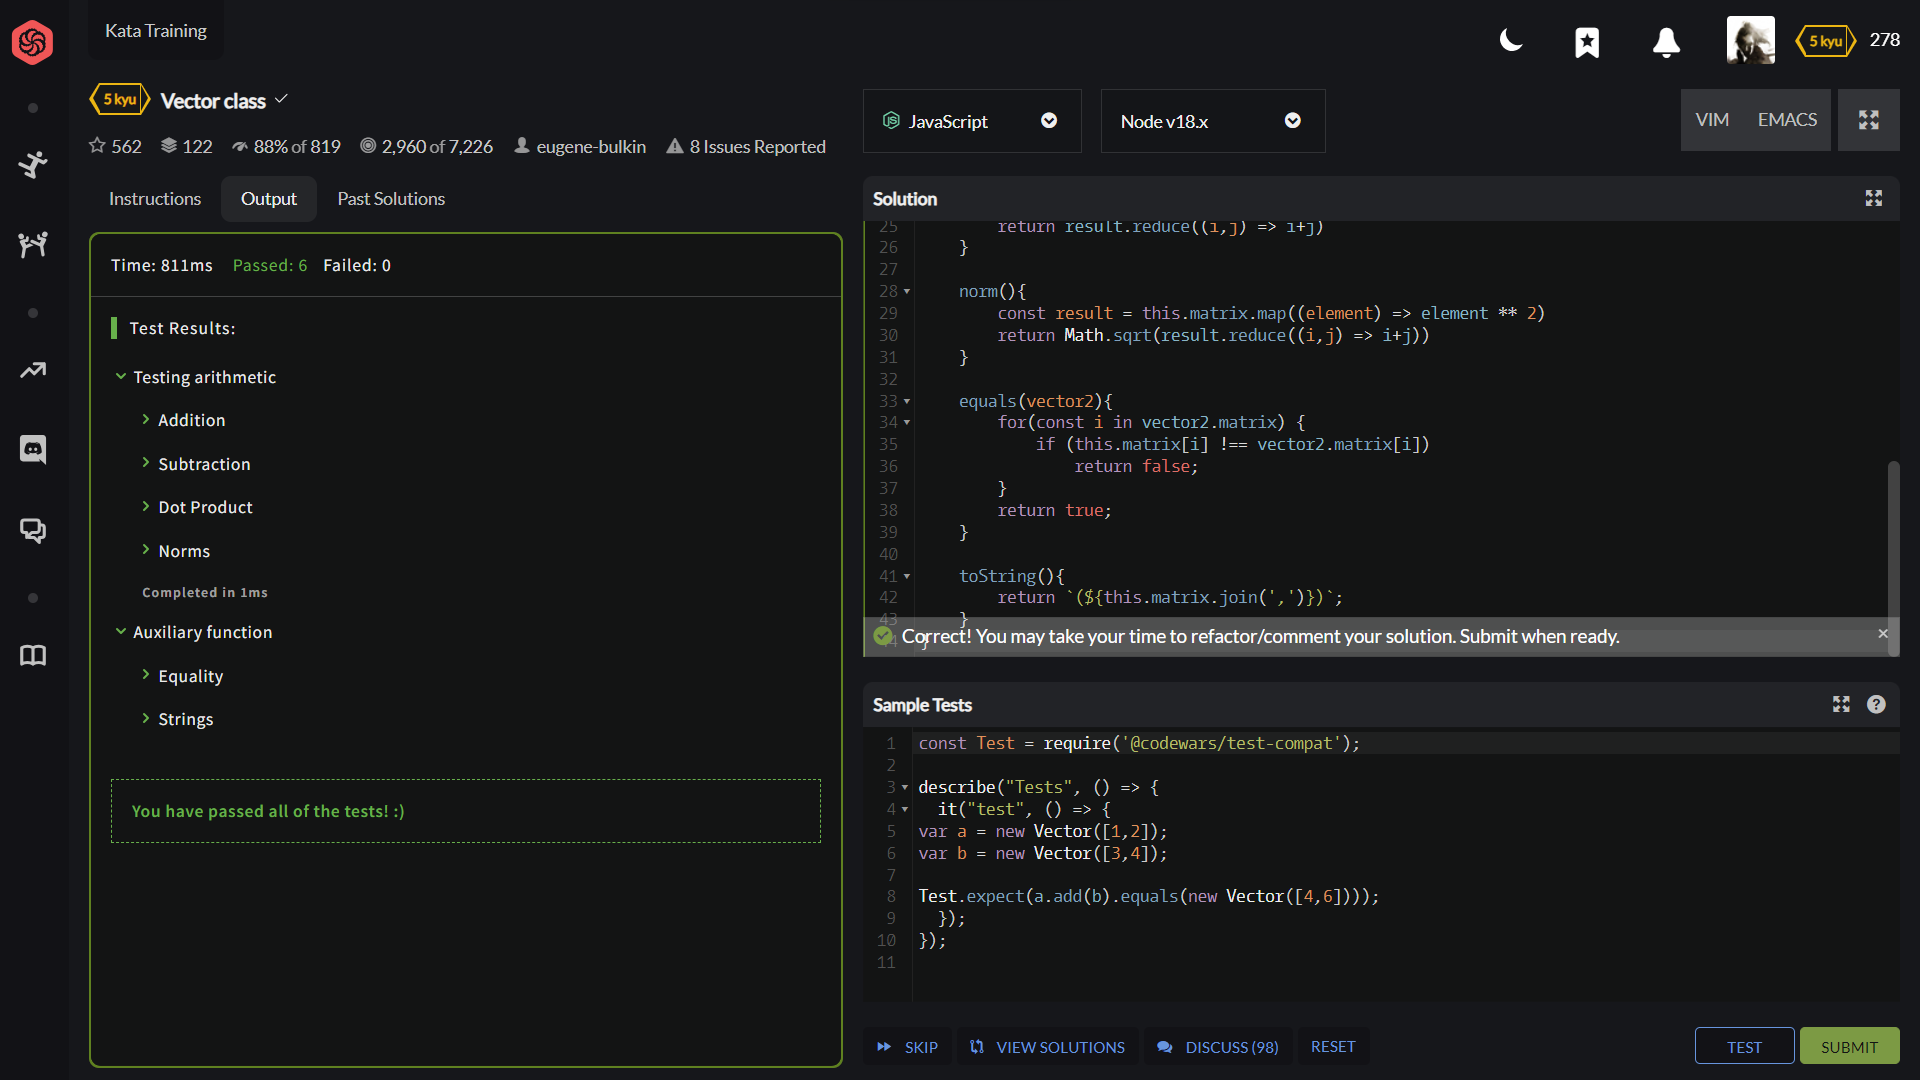 Kata Training
5 kyu
278
5 kyu Vector class
562 122 88% of 819 2,960 of 7,226 eugene-bulkin 8 Issues Reported
JavaScript
Node v18.x
VIM EMACS
Instructions Output Past Solutions
Time: 811ms Passed: 6 Failed: 0
Test Results:
Testing arithmetic
Addition
Subtraction
Dot Product
Norms
Completed in 1ms
Auxiliary function
Equality
Strings
You have passed all of the tests! :)
Solution
25 return result.reduce((i,j) => i+j)
26 }
27
28 norm(){
29 const result = this.matrix.map((element) => element ** 2)
30 return Math.sqrt(result.reduce((i,j) => i+j))
31 }
32
33 equals(vector2){
34 for(const i in vector2.matrix) {
35 if (this.matrix[i] !== vector2.matrix[i])
36 return false;
37 }
38 return true;
39 }
40
41 toString(){
42 return `(${this.matrix.join(',')})`;
43 }
Correct! You may take your time to refactor/comment your solution. Submit when ready.
Sample Tests
1 const Test = require('@codewars/test-compat');
2
3 describe("Tests", () => {
4 it("test", () => {
5 var a = new Vector([1,2]);
6 var b = new Vector([3,4]);
7
8 Test.expect(a.add(b).equals(new Vector([4,6])));
9 });
10 });
11
SKIP VIEW SOLUTIONS DISCUSS (98) RESET
TEST SUBMIT